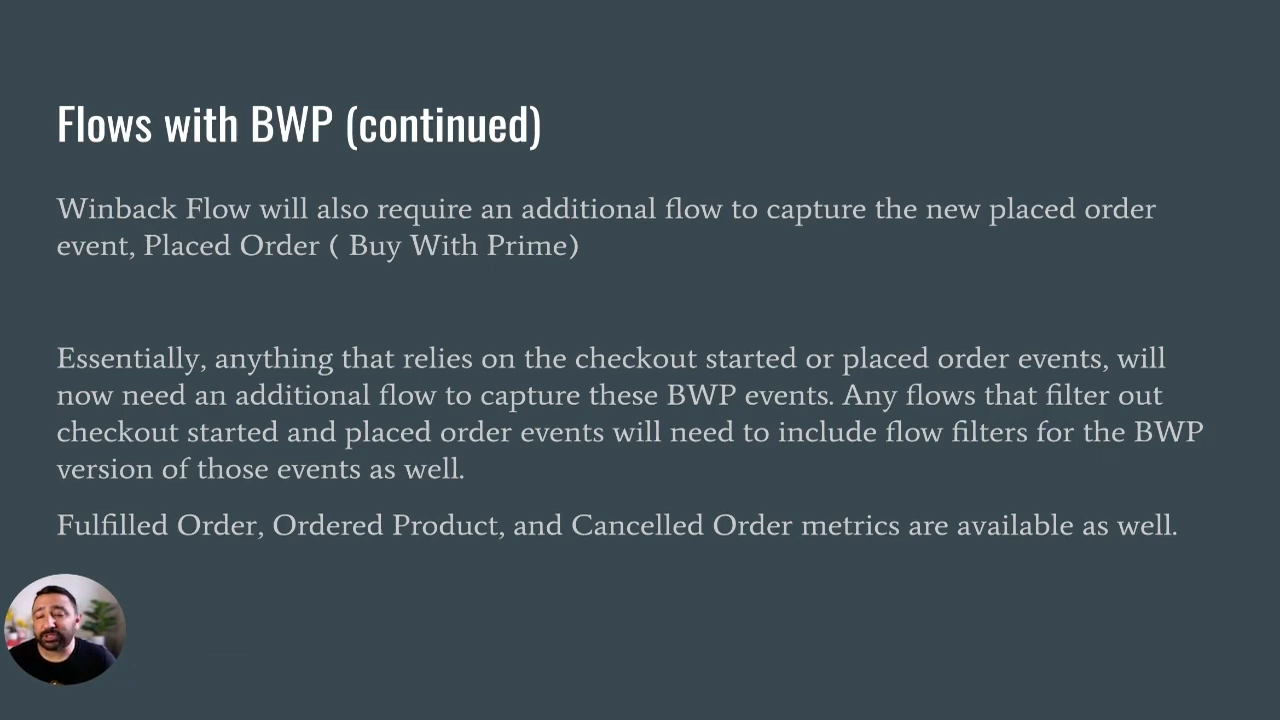 Flows with BWP (continued)
Winback Flow will also require an additional flow to capture the new placed order
event, Placed Order ( Buy With Prime)
Essentially, anything that relies on the checkout started or placed order events, will
now need an additional flow to capture these BWP events. Any flows that filter out
checkout started and placed order events will need to include flow filters for the BWP
version of those events as well.
Fulfilled Order, Ordered Product, and Cancelled Order metrics are available as well.